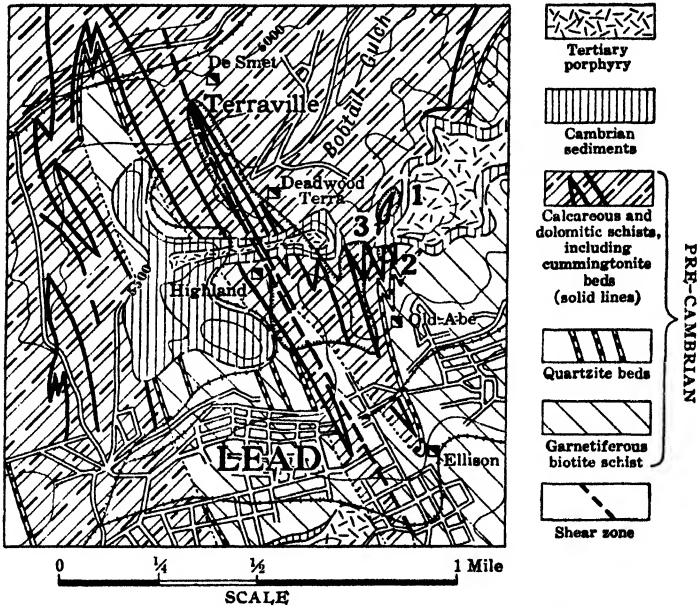 6000
De Smet
Terraville
Bobtail Gulch
Deadwood
Terra
1
3
2
5300
Highland
Old Abe
LEAD
Ellison
0 ¼ ½ 1 Mile
SCALE
Tertiary
porphyry
Cambrian
sediments
Calcareous and
dolomitic schists,
including
cummingtonite
beds
(solid lines)
Quartzite beds
Garnetiferous
biotite schist
PRE-CAMBRIAN
Shear zone